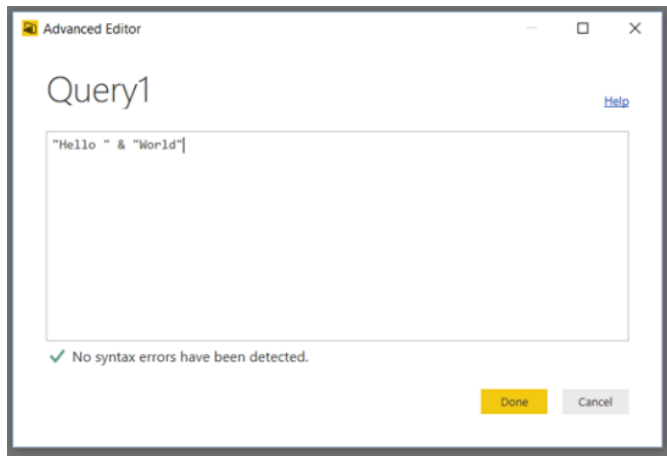 Advanced Editor
Query1
Help
"Hello " & "World"
No syntax errors have been detected.
Done
Cancel